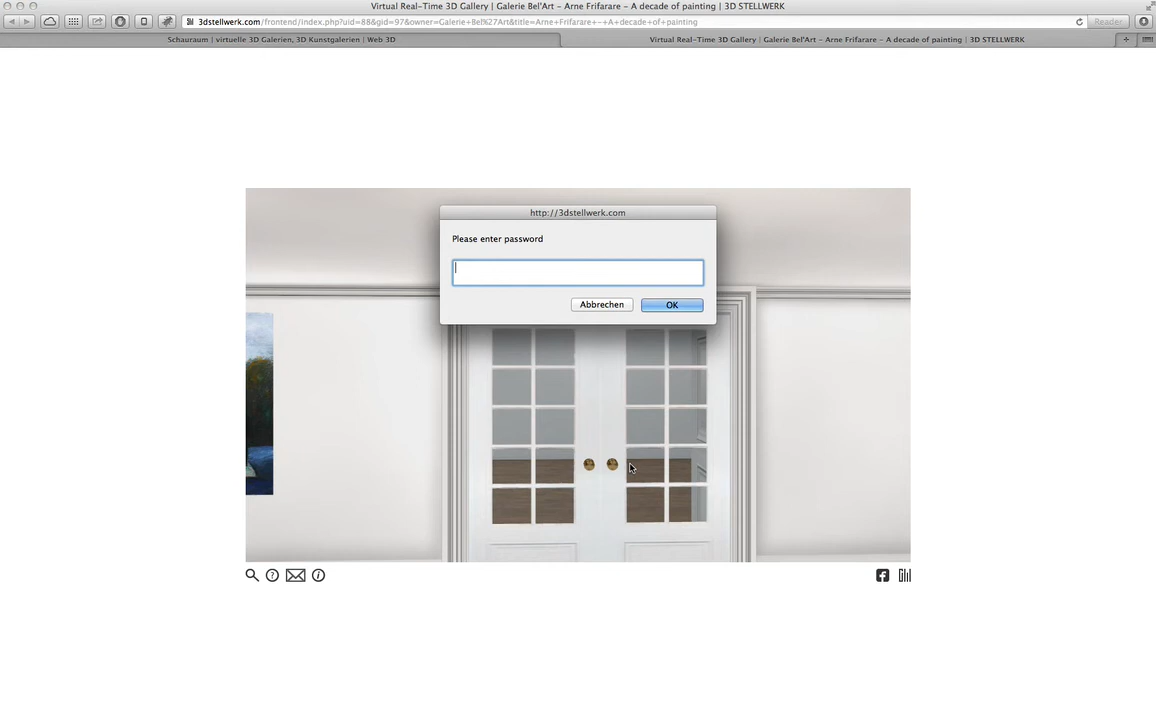 Virtual Real-Time 3D Gallery | Galerie Bel'Art - Arne Frifarare - A decade of painting | 3D STELLWERK
3dstellwerk.com/frontend/index.php?uid=88&gid=97&owner=Galerie+Bel%27Art&title=Arne+Frifarare+-+A+decade+of+painting
Reader
Schauraum | virtuelle 3D Galerien, 3D Kunstgalerien | Web 3D
Virtual Real-Time 3D Gallery | Galerie Bel'Art - Arne Frifarare - A decade of painting | 3D STELLWERK
http://3dstellwerk.com
Please enter password
Abbrechen
OK